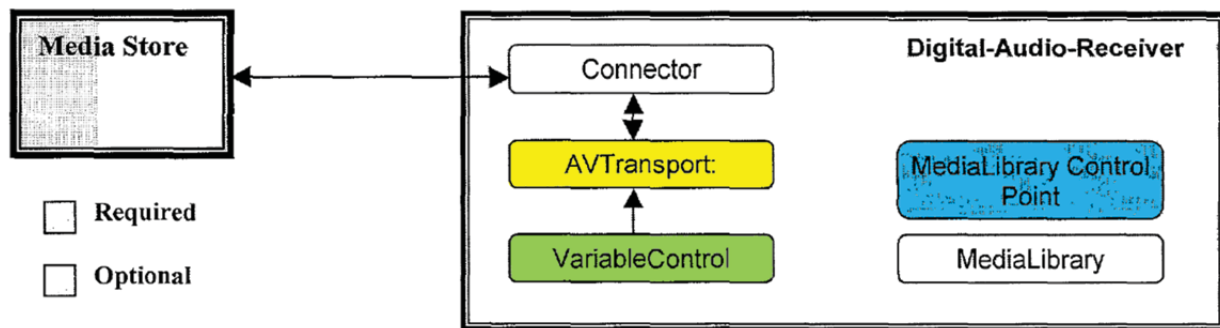 Media Store
Digital-Audio-Receiver
Connector
AVTransport:
MediaLibrary Control
Point
Required
VariableControl
MediaLibrary
Optional